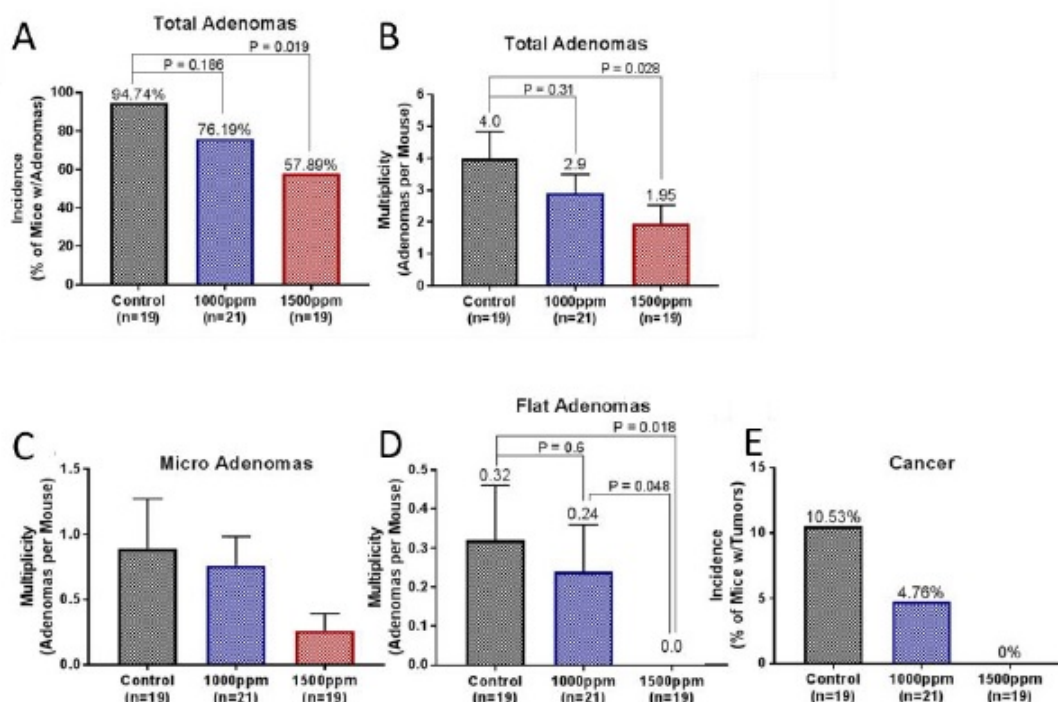 A
Total Adenomas
P = 0.019
P = 0.186
94.74%
76.19%
57.89%
Incidence
(% of Mice w/Adenomas)
100
80
60
40
20
0
Control
(n=19)
1000ppm
(n=21)
1500ppm
(n=19)
B
Total Adenomas
P = 0.028
P = 0.31
4.0
2.9
1.95
Multiplicity
(Adenomas per Mouse)
6
5
4
3
2
1
0
Control
(n=19)
1000ppm
(n=21)
1500ppm
(n=19)
C
Micro Adenomas
Multiplicity
(Adenomas per Mouse)
1.5
1.0
0.5
0.0
Control
(n=19)
1000ppm
(n=21)
1500ppm
(n=19)
D
Flat Adenomas
P = 0.018
P = 0.6
P = 0.048
0.32
0.24
0.0
Multiplicity
(Adenomas per Mouse)
0.5
0.4
0.3
0.2
0.1
0.0
Control
(n=19)
1000ppm
(n=21)
1500ppm
(n=19)
E
Cancer
10.53%
4.76%
0%
Incidence
(% of Mice w/Tumors)
15
10
5
0
Control
(n=19)
1000ppm
(n=21)
1500ppm
(n=19)